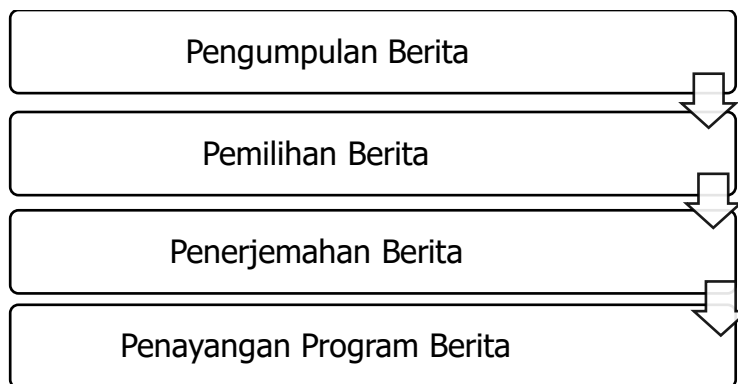 Pengumpulan Berita
Pemilihan Berita
Penerjemahan Berita
Penayangan Program Berita